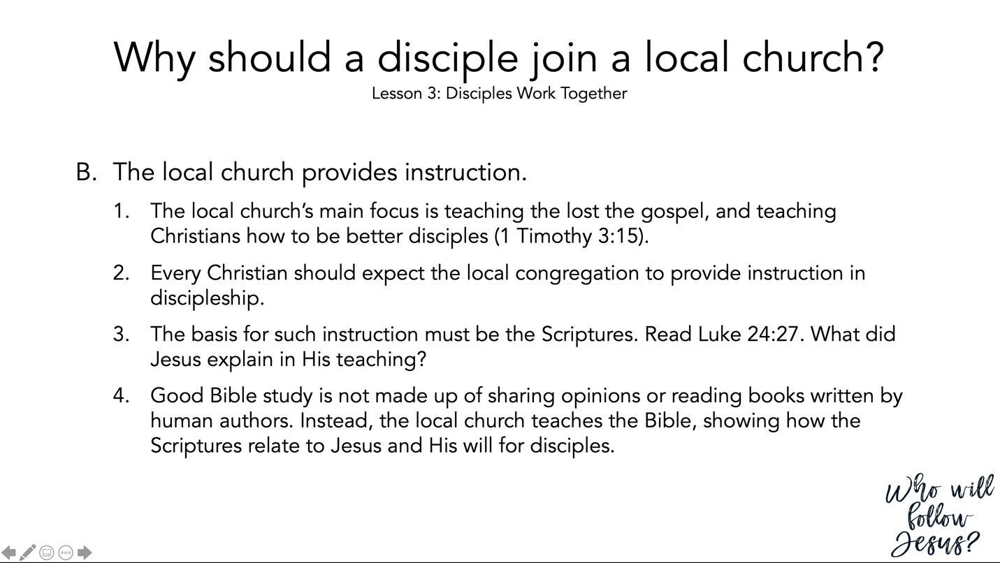 Why should a disciple join a local church?
Lesson 3: Disciples Work Together
B. The local church provides instruction.
1. The local church’s main focus is teaching the lost the gospel, and teaching
Christians how to be better disciples (1 Timothy 3:15).
2. Every Christian should expect the local congregation to provide instruction in
discipleship.
3. The basis for such instruction must be the Scriptures. Read Luke 24:27. What did
Jesus explain in His teaching?
4. Good Bible study is not made up of sharing opinions or reading books written by
human authors. Instead, the local church teaches the Bible, showing how the
Scriptures relate to Jesus and His will for disciples.
Who will
follow
Jesus?